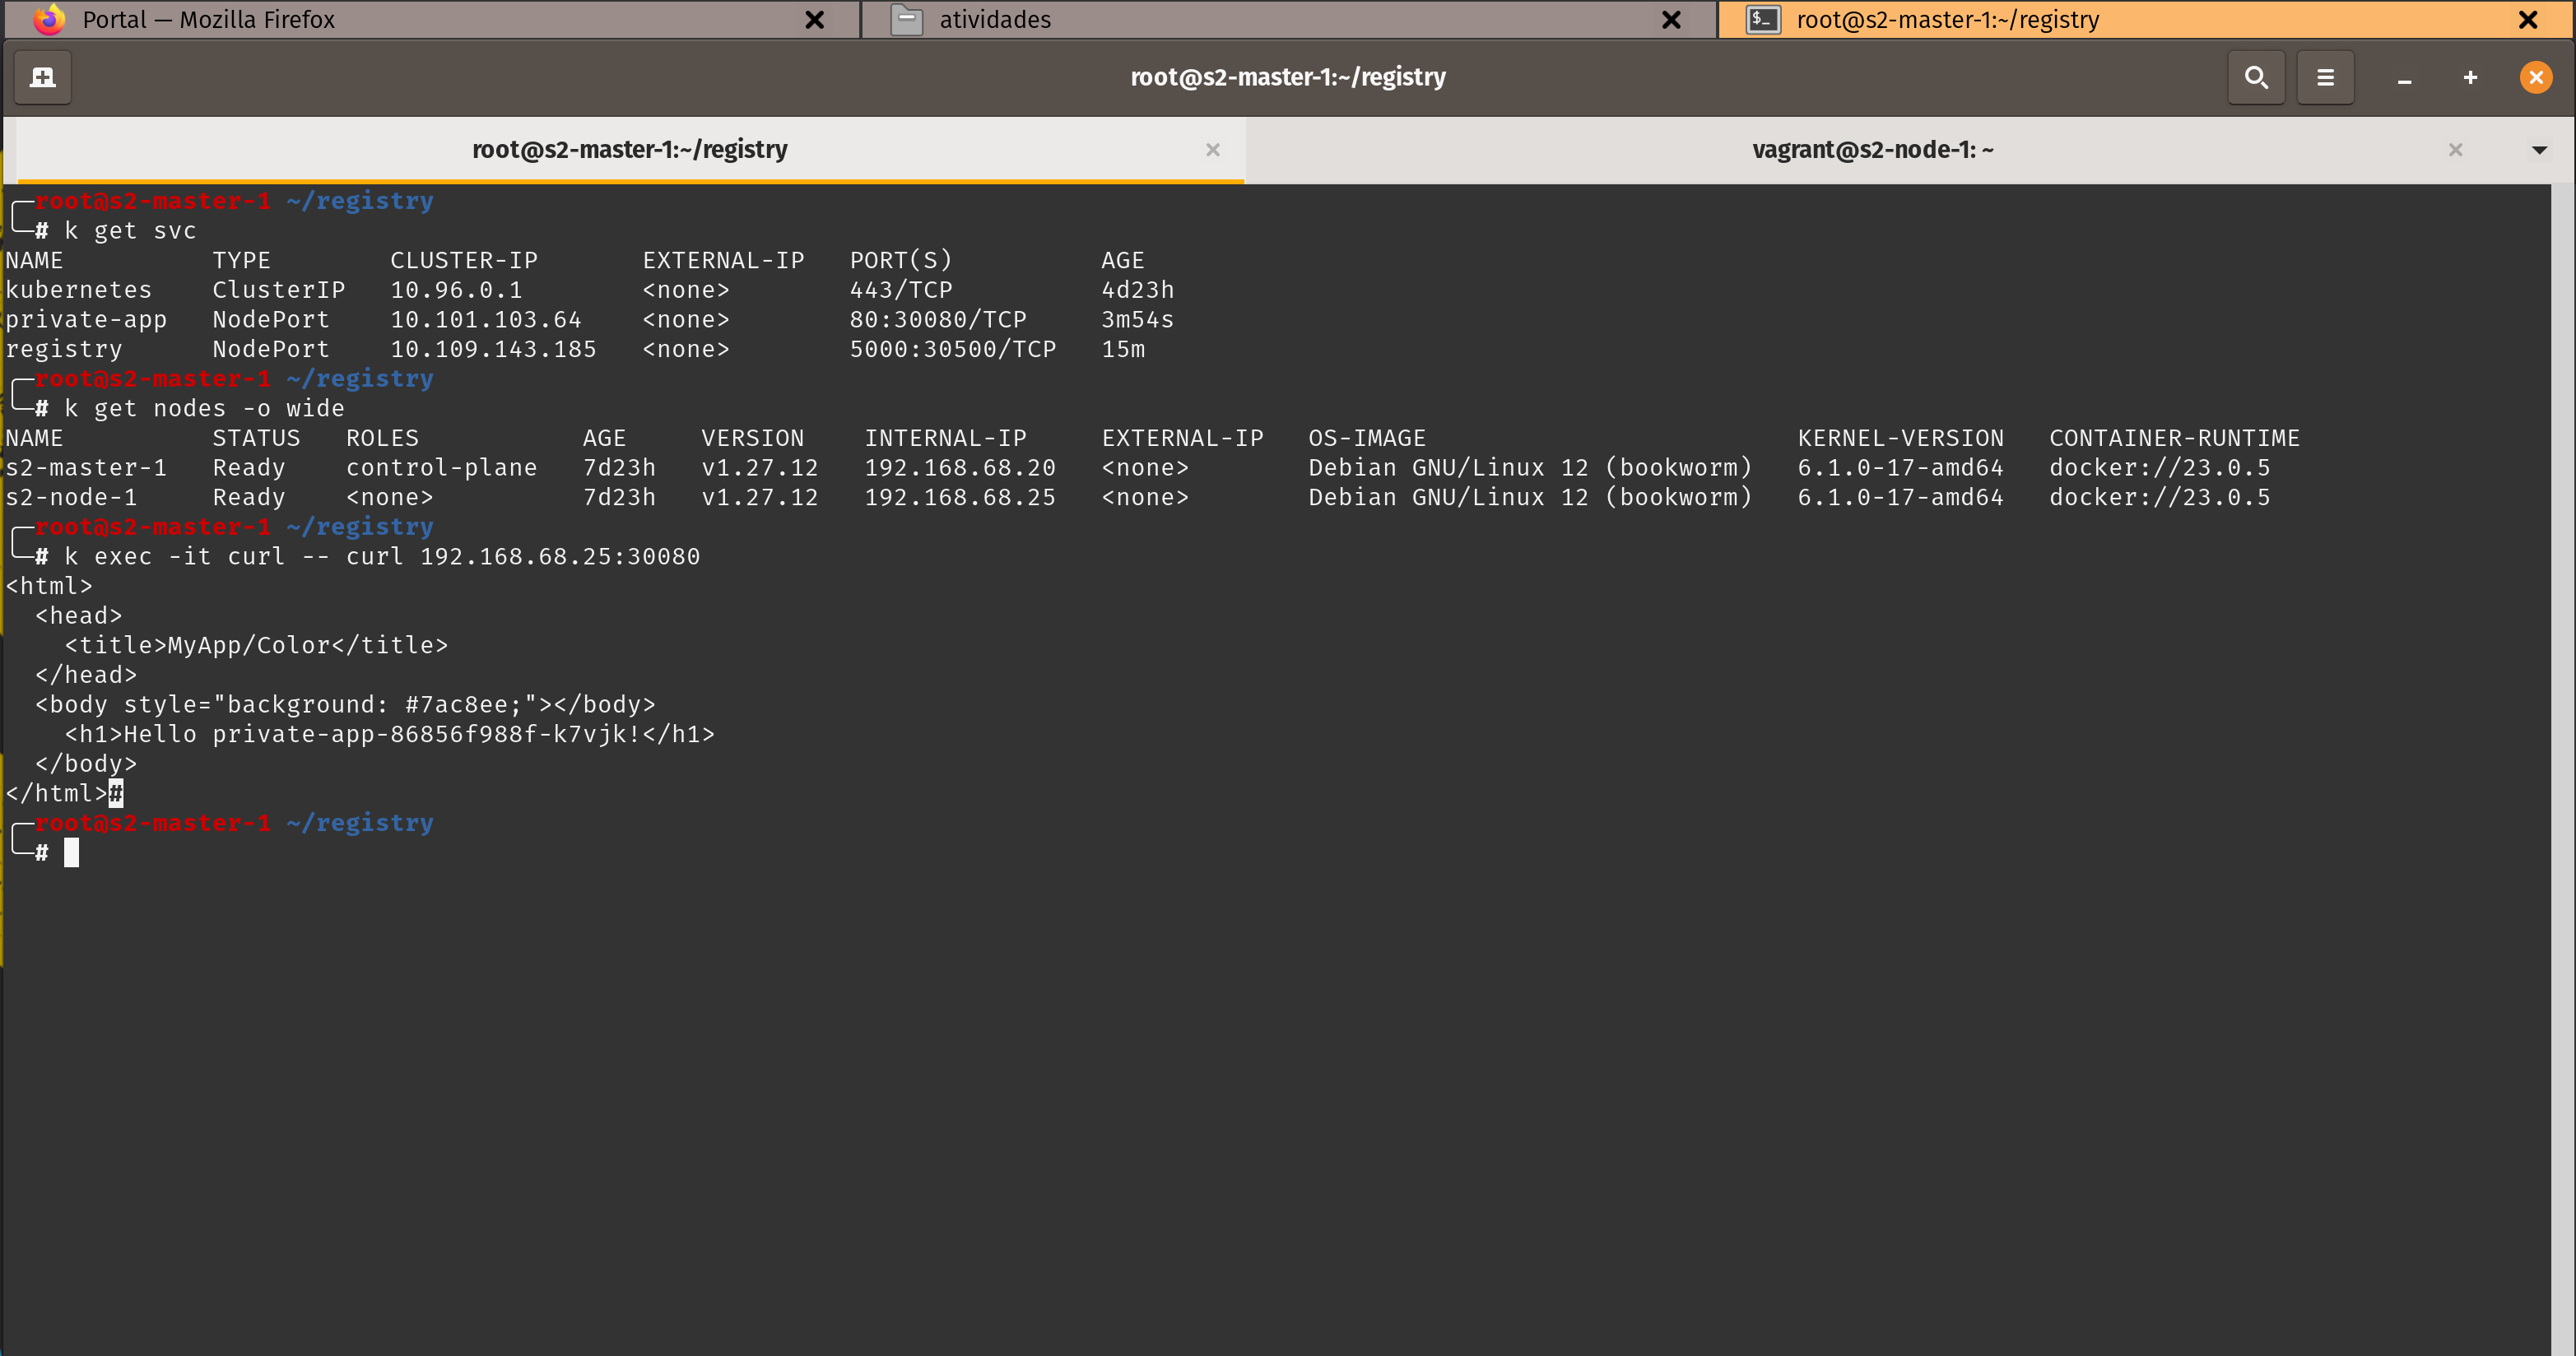 Portal — Mozilla Firefox
atividades
root@s2-master-1:~/registry
root@s2-master-1:~/registry
root@s2-master-1:~/registry
vagrant@s2-node-1: ~
root@s2-master-1 ~/registry
# k get svc
NAME TYPE CLUSTER-IP EXTERNAL-IP PORT(S) AGE
kubernetes ClusterIP 10.96.0.1 <none> 443/TCP 4d23h
private-app NodePort 10.101.103.64 <none> 80:30080/TCP 3m54s
registry NodePort 10.109.143.185 <none> 5000:30500/TCP 15m
root@s2-master-1 ~/registry
# k get nodes -o wide
NAME STATUS ROLES AGE VERSION INTERNAL-IP EXTERNAL-IP OS-IMAGE KERNEL-VERSION CONTAINER-RUNTIME
s2-master-1 Ready control-plane 7d23h v1.27.12 192.168.68.20 <none> Debian GNU/Linux 12 (bookworm) 6.1.0-17-amd64 docker://23.0.5
s2-node-1 Ready <none> 7d23h v1.27.12 192.168.68.25 <none> Debian GNU/Linux 12 (bookworm) 6.1.0-17-amd64 docker://23.0.5
root@s2-master-1 ~/registry
# k exec -it curl -- curl 192.168.68.25:30080
<html>
  <head>
    <title>MyApp/Color</title>
  </head>
  <body style="background: #7ac8ee;"></body>
    <h1>Hello private-app-86856f988f-k7vjk!</h1>
  </body>
</html>#
root@s2-master-1 ~/registry
#